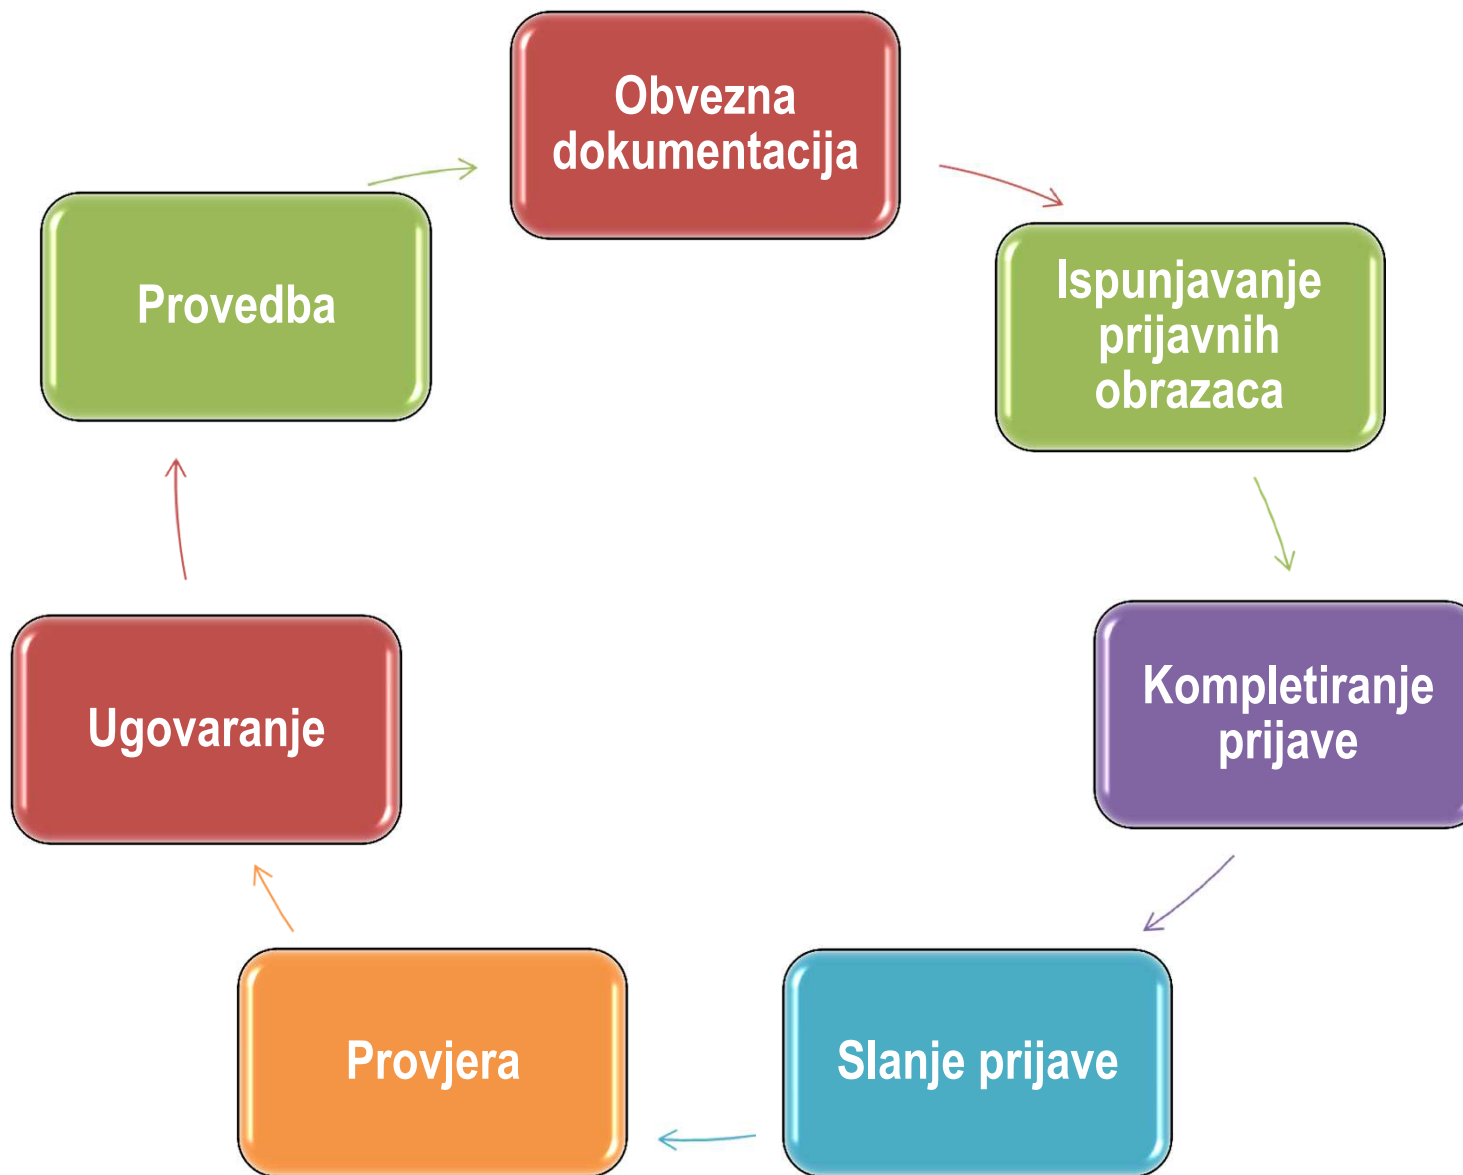 Obvezna
dokumentacija
Ispunjavanje
prijavnih
obrazaca
Kompletiranje
prijave
Slanje prijave
Provjera
Ugovaranje
Provedba